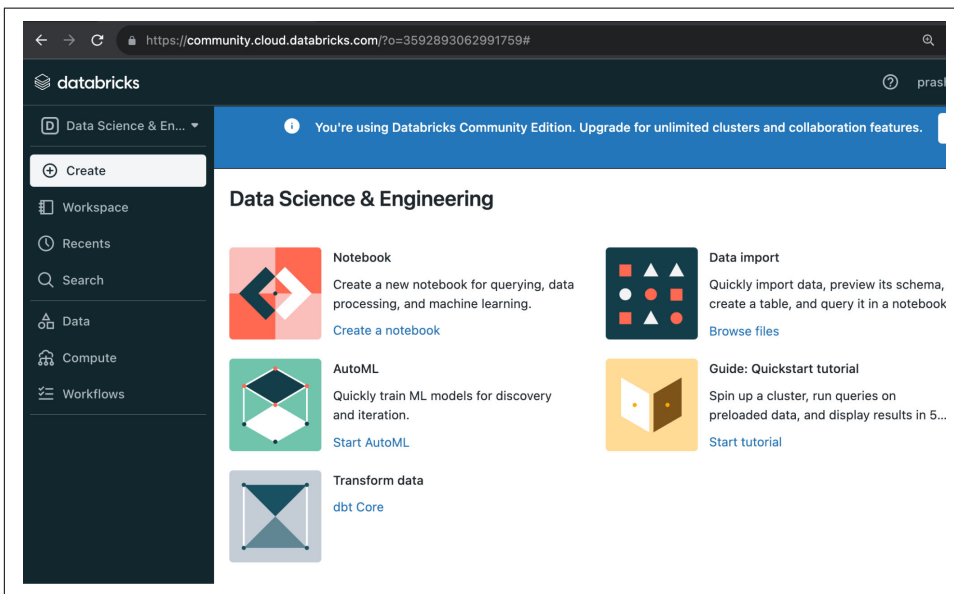 https://community.cloud.databricks.com/?o=3592893062991759#
databricks
? prasl
D Data Science & En...
You're using Databricks Community Edition. Upgrade for unlimited clusters and collaboration features.
Create
Workspace
Recents
Search
Data
Compute
Workflows
Data Science & Engineering
Notebook
Create a new notebook for querying, data
processing, and machine learning.
Create a notebook
Data import
Quickly import data, preview its schema,
create a table, and query it in a notebook
Browse files
AutoML
Quickly train ML models for discovery
and iteration.
Start AutoML
Guide: Quickstart tutorial
Spin up a cluster, run queries on
preloaded data, and display results in 5...
Start tutorial
Transform data
dbt Core